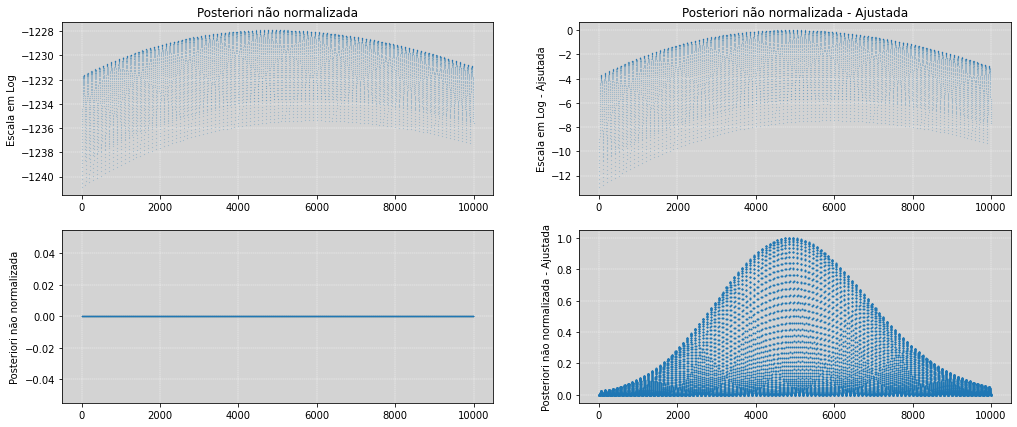 Posteriori não normalizada
Escala em Log
−1228
−1230
−1232
−1234
−1236
−1238
−1240
0 2000 4000 6000 8000 10000
Posteriori não normalizada - Ajustada
Escala em Log - Ajsutada
0
−2
−4
−6
−8
−10
−12
0 2000 4000 6000 8000 10000
Posteriori não normalizada
0.04
0.02
0.00
−0.02
−0.04
0 2000 4000 6000 8000 10000
Posteriori não normalizada - Ajustada
1.0
0.8
0.6
0.4
0.2
0.0
0 2000 4000 6000 8000 10000